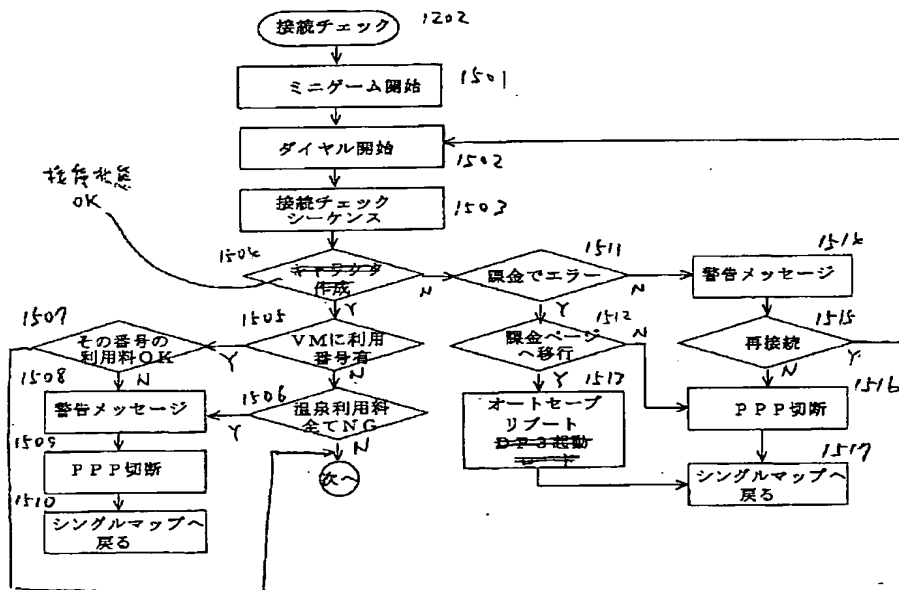 接続チェック 1202
ミニゲーム開始 1501
ダイヤル開始 1502
接続チェック
シーケンス 1503
接続状態
OK
1504
キャラクタ
作成
Y
N
1511
課金でエラー
Y
N
1514
警告メッセージ
1507
その番号の
利用料OK
Y
N
1505
VMに利用
番号有
Y
N
1512
課金ページ
へ移行
Y
N
1515
再接続
N
Y
1508
警告メッセージ
1506
温泉利用料
全てNG
Y
N
1513
オートセーブ
リブート
DP3起動
1516
PPP切断
1509
PPP切断
次へ
1517
シングルマップへ
戻る
1510
シングルマップへ
戻る